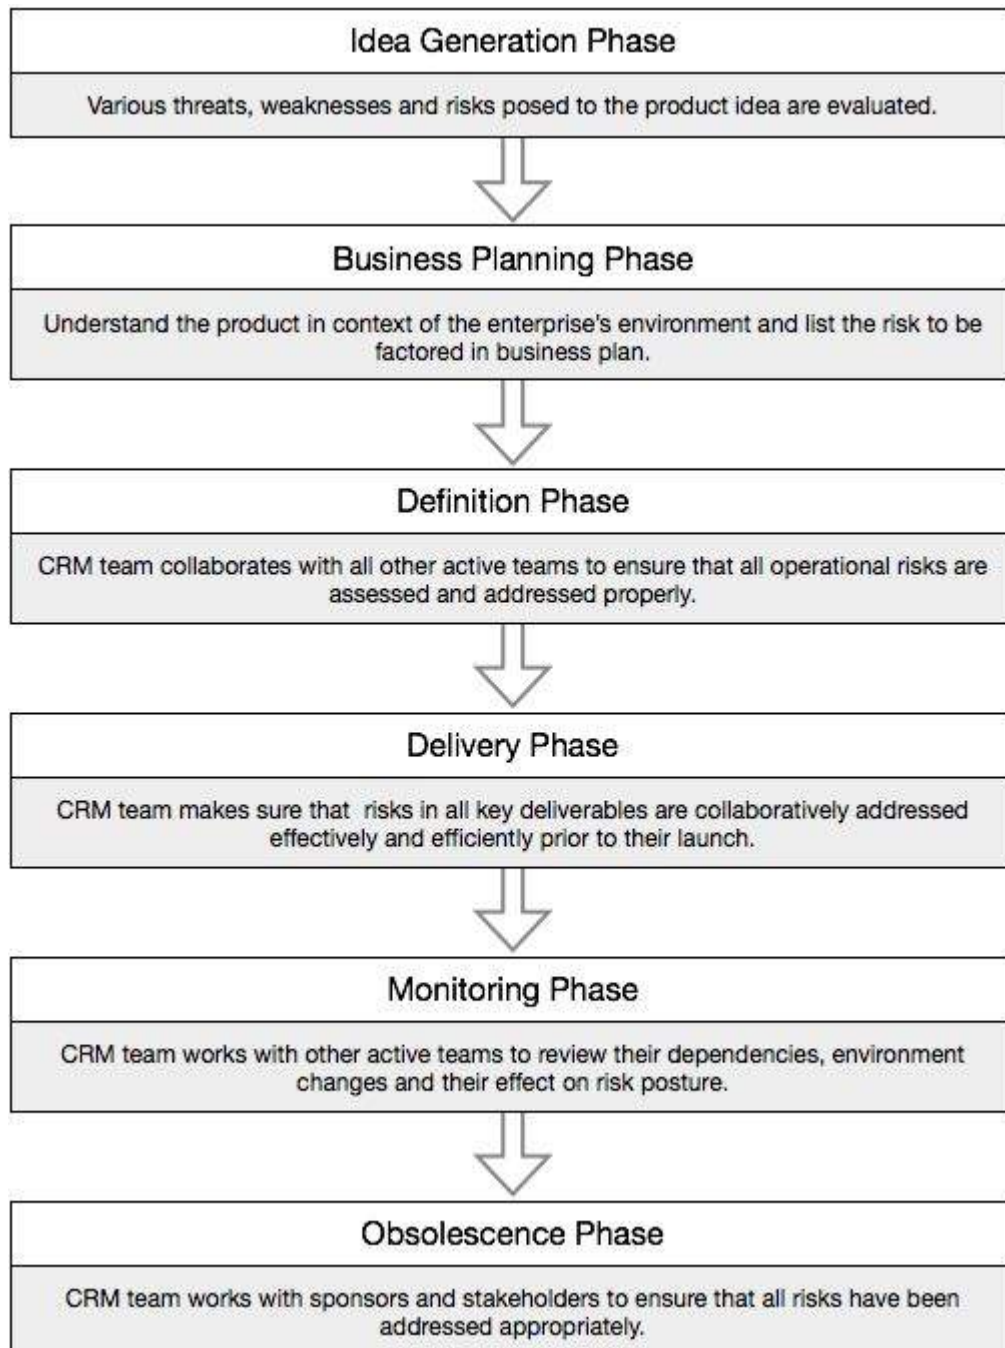 Idea Generation Phase
Various threats, weaknesses and risks posed to the product idea are evaluated.
Business Planning Phase
Understand the product in context of the enterprise's environment and list the risk to be
factored in business plan.
Definition Phase
CRM team collaborates with all other active teams to ensure that all operational risks are
assessed and addressed properly.
Delivery Phase
CRM team makes sure that risks in all key deliverables are collaboratively addressed
effectively and efficiently prior to their launch.
Monitoring Phase
CRM team works with other active teams to review their dependencies, environment
changes and their effect on risk posture.
Obsolescence Phase
CRM team works with sponsors and stakeholders to ensure that all risks have been
addressed appropriately.